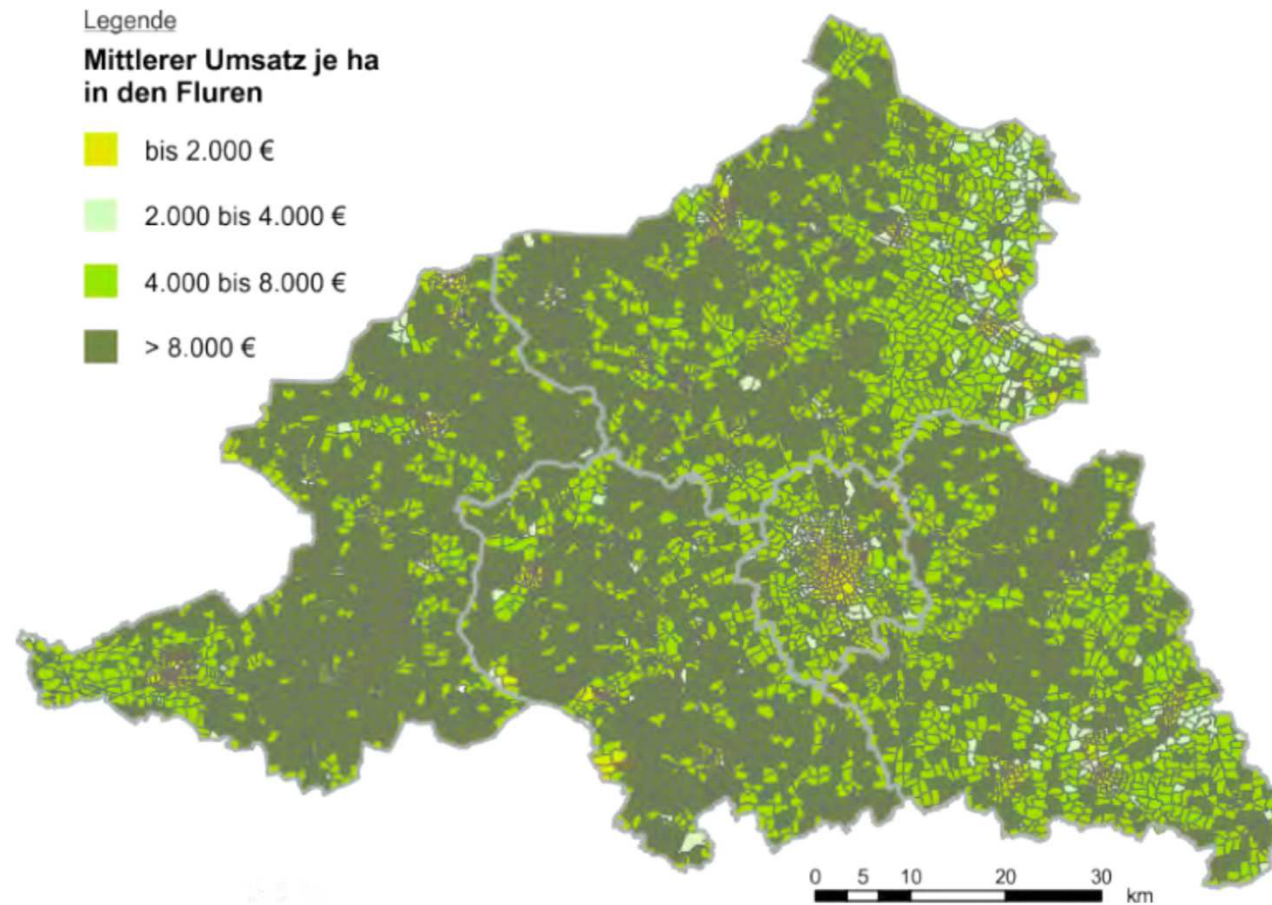 Legende
Mittlerer Umsatz je ha
in den Fluren
bis 2.000 €
2.000 bis 4.000 €
4.000 bis 8.000 €
> 8.000 €
0 5 10 20 30
km